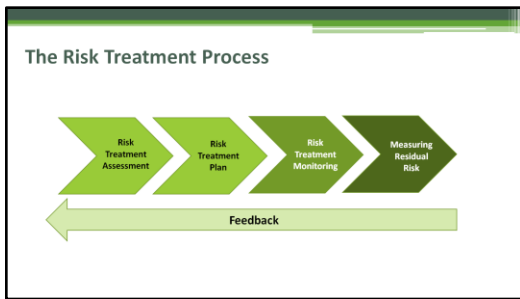 The Risk Treatment Process
Risk
Treatment
Assessment
Risk
Treatment
Plan
Risk
Treatment
Monitoring
Measuring
Residual
Risk
Feedback